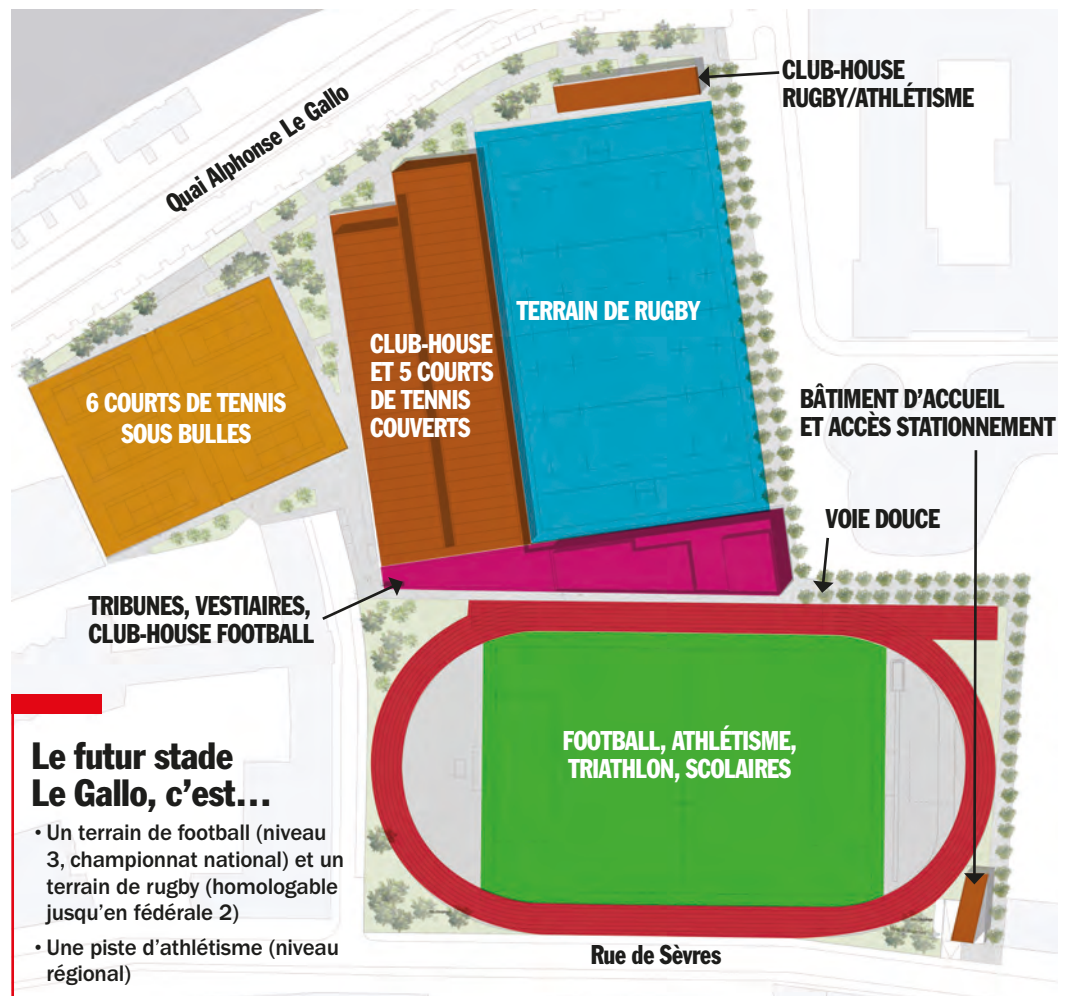 CLUB-HOUSE
RUGBY/ATHLÉTISME
Quai Alphonse Le Gallo
TERRAIN DE RUGBY
CLUB-HOUSE
ET 5 COURTS
DE TENNIS
COUVERTS
6 COURTS DE TENNIS
SOUS BULLES
BÂTIMENT D’ACCUEIL
ET ACCÈS STATIONNEMENT
VOIE DOUCE
TRIBUNES, VESTIAIRES,
CLUB-HOUSE FOOTBALL
FOOTBALL, ATHLÉTISME,
TRIATHLON, SCOLAIRES
Le futur stade
Le Gallo, c’est…
• Un terrain de football (niveau
3, championnat national) et un
terrain de rugby (homologable
jusqu’en fédérale 2)
• Une piste d’athlétisme (niveau
régional)
Rue de Sèvres